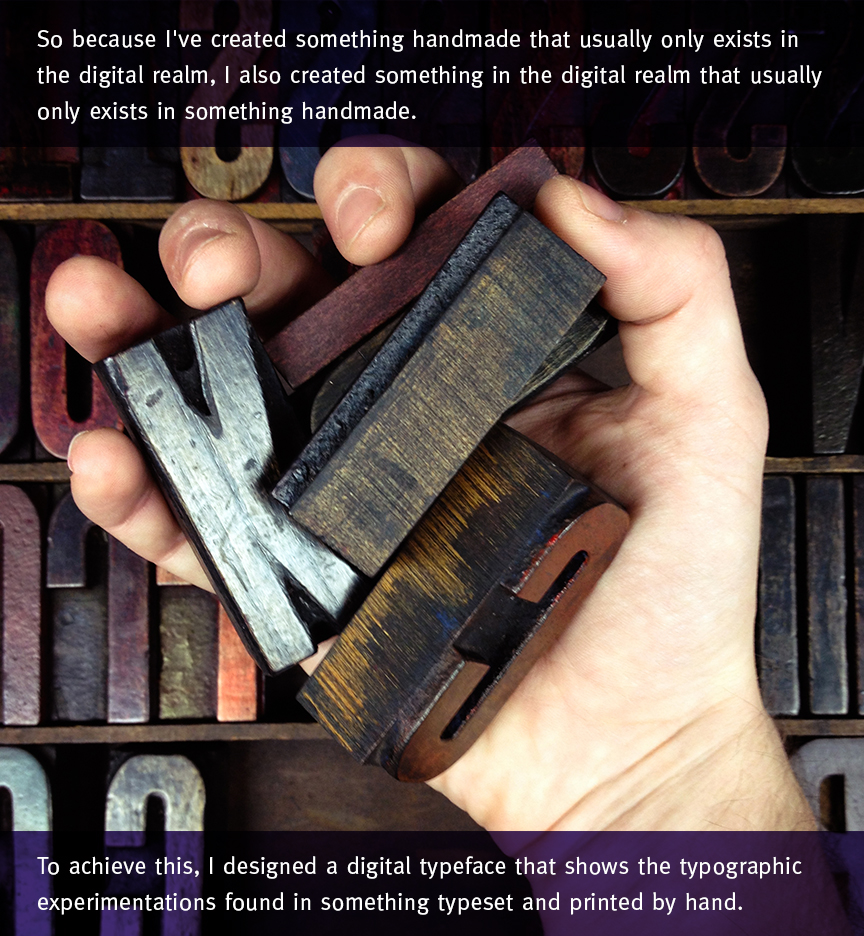 So because I've created something handmade that usually only exists in
the digital realm, I also created something in the digital realm that usually
only exists in something handmade.
To achieve this, I designed a digital typeface that shows the typographic
experimentations found in something typeset and printed by hand.